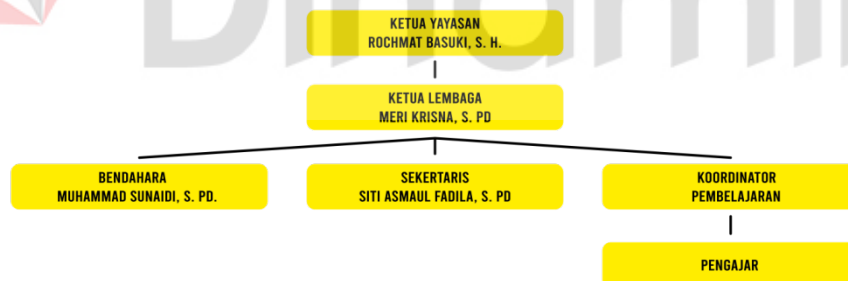 KETUA YAYASAN
ROCHMAT BASUKI, S. H.
KETUA LEMBAGA
MERI KRISNA, S. PD
BENDAHARA
MUHAMMAD SUNAIDI, S. PD.
SEKERTARIS
SITI ASMAUL FADILA, S. PD
KOORDINATOR
PEMBELAJARAN
PENGAJAR